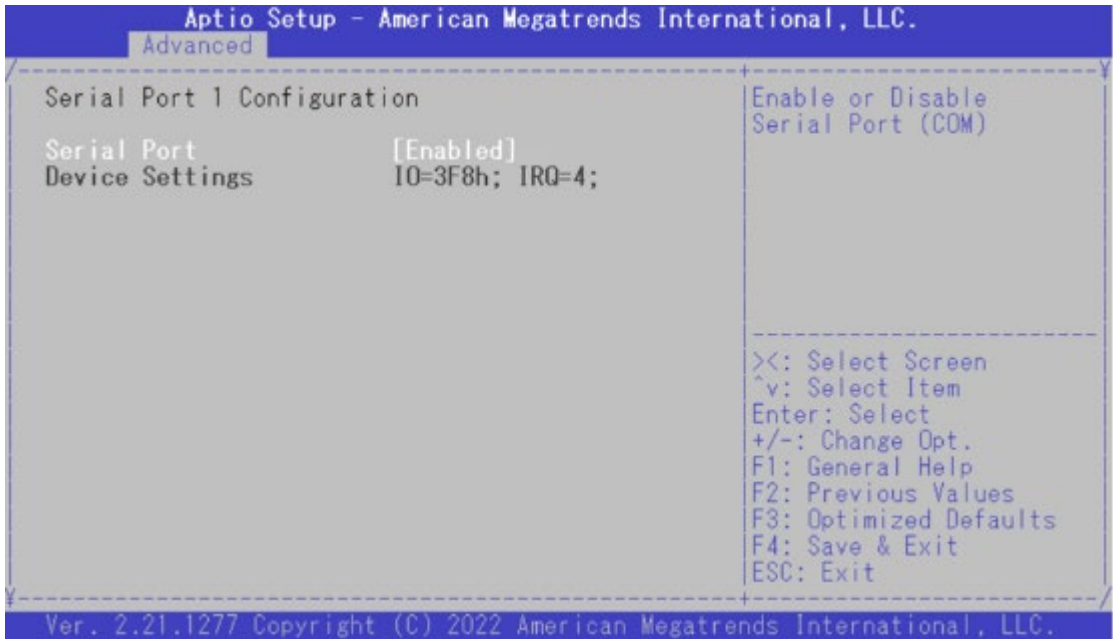 Aptio Setup - American Megatrends International, LLC.
Advanced
Serial Port 1 Configuration
Serial Port [Enabled]
Device Settings IO=3F8h; IRQ=4;
Enable or Disable
Serial Port (COM)
><: Select Screen
^v: Select Item
Enter: Select
+/-: Change Opt.
F1: General Help
F2: Previous Values
F3: Optimized Defaults
F4: Save & Exit
ESC: Exit
Ver. 2.21.1277 Copyright (C) 2022 American Megatrends International, LLC.